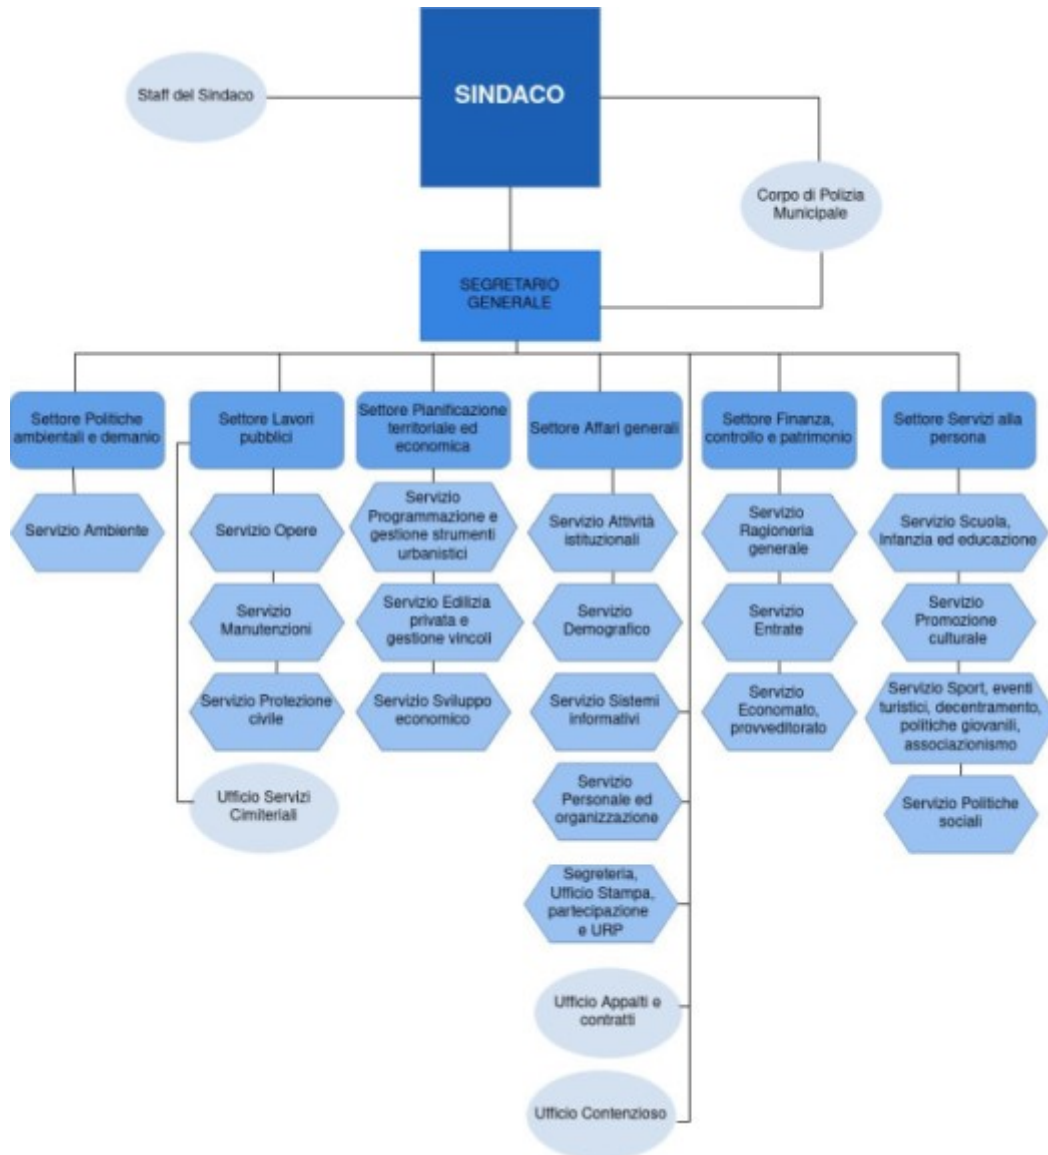 Staff del Sindaco
SINDACO
Corpo di Polizia
Municipale
SEGRETARIO
GENERALE
Settore Politiche
ambientali e demanio
Settore Lavori
pubblici
Settore Pianificazione
territoriale ed
economica
Settore Affari generali
Settore Finanza,
controllo e patrimonio
Settore Servizi alla
persona
Servizio Ambiente
Servizio Opere
Servizio
Programmazione e
gestione strumenti
urbanistici
Servizio Attività
istituzionali
Servizio
Ragioneria
generale
Servizio Scuola,
Infanzia ed educazione
Servizio
Manutenzioni
Servizio Edilizia
privata e
gestione vincoli
Servizio
Demografico
Servizio
Entrate
Servizio
Promozione
culturale
Servizio Protezione
civile
Servizio Sviluppo
economico
Servizio Sistemi
informativi
Servizio
Economato,
provveditorato
Servizio Sport, eventi
turistici, decentramento,
politiche giovanili,
associazionismo
Ufficio Servizi
Cimiteriali
Servizio
Personale ed
organizzazione
Servizio Politiche
sociali
Segreteria,
Ufficio Stampa,
partecipazione
e URP
Ufficio Appalti e
contratti
Ufficio Contenzioso